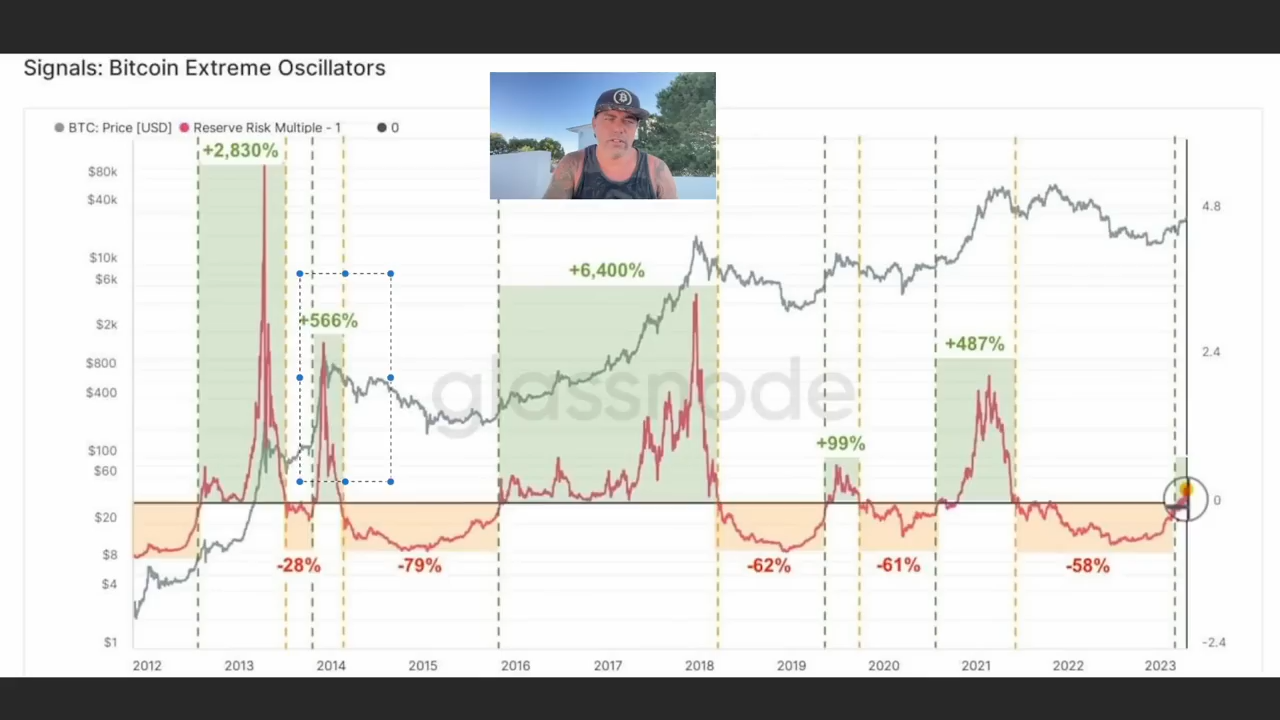 Signals: Bitcoin Extreme Oscillators
BTC: Price [USD] Reserve Risk Multiple - 1 0
+2,830%
$80k
$40k
4.8
$10k
+6,400%
$6k
+566%
$2k
+487%
2.4
$800
glassnode
$400
+99%
$100
$60
0
$20
$8
-28%
-79%
-62%
-61%
-58%
$4
$1
-2.4
2012 2013 2014 2015 2016 2017 2018 2019 2020 2021 2022 2023